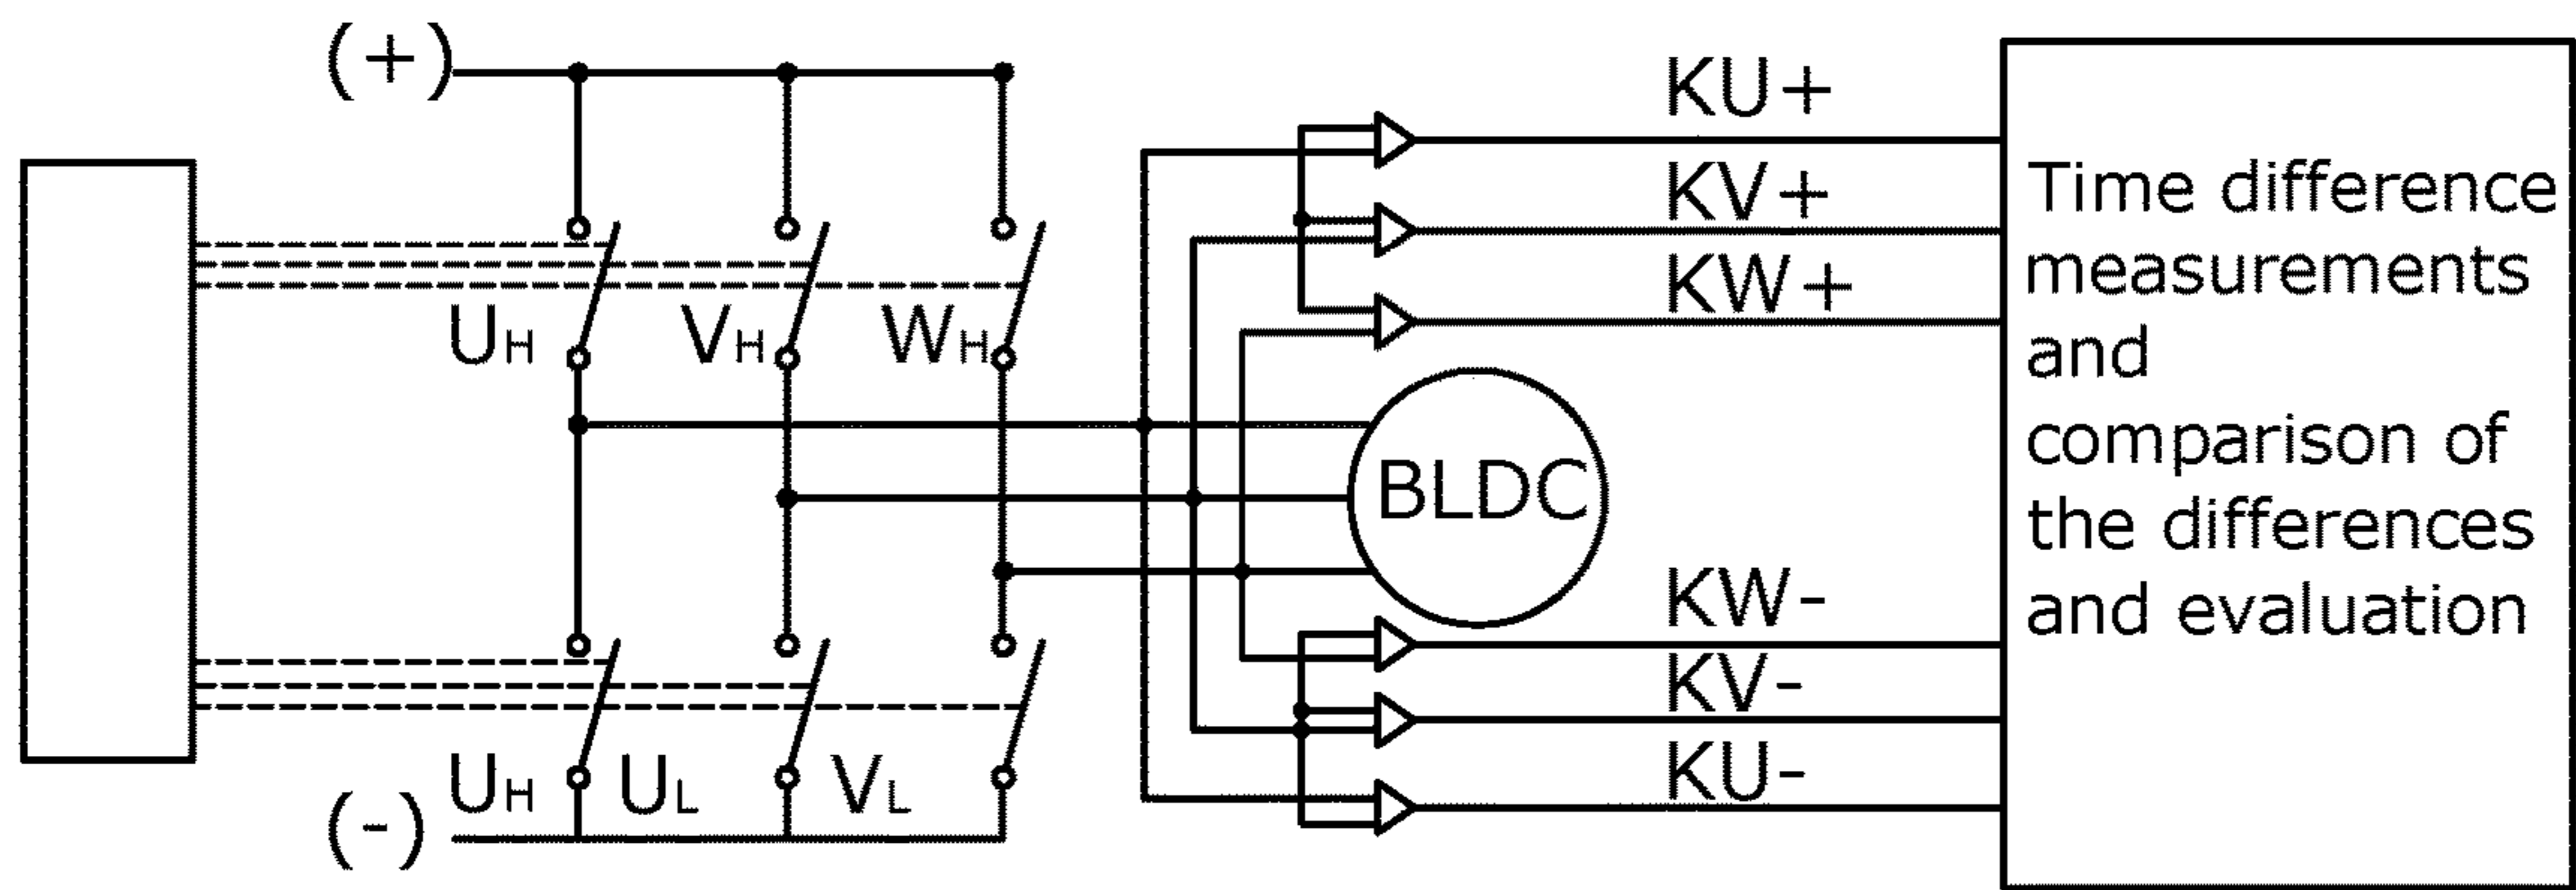 (+)
KU+
KV+
KW+
UH VH WH
BLDC
KW-
KV-
KU-
UH UL VL
(-)
Time difference
measurements
and
comparison of
the differences
and evaluation